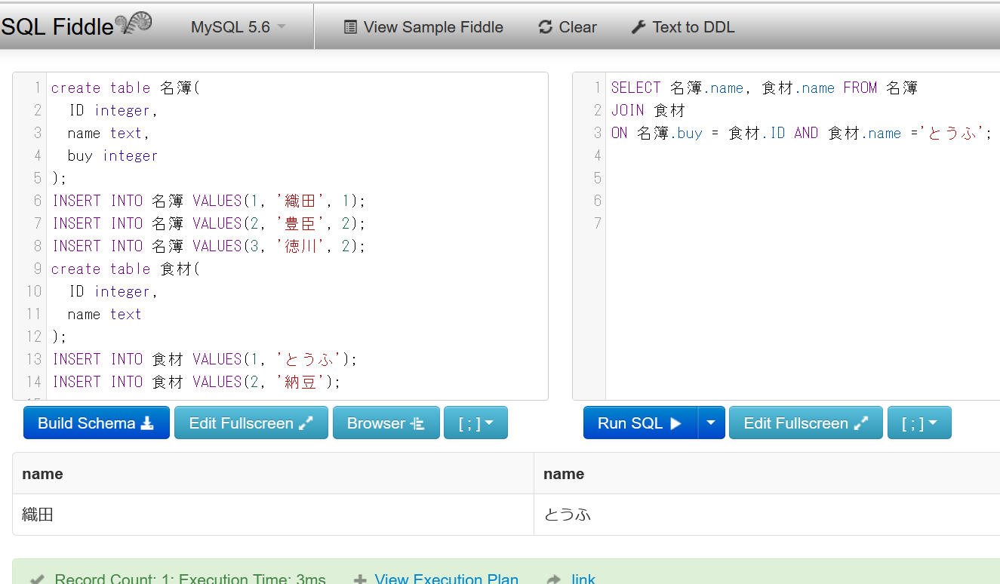 SQL Fiddle MySQL 5.6 View Sample Fiddle Clear Text to DDL
1 create table 名簿(
2 ID integer,
3 name text,
4 buy integer
5 );
6 INSERT INTO 名簿 VALUES(1, '織田', 1);
7 INSERT INTO 名簿 VALUES(2, '豊臣', 2);
8 INSERT INTO 名簿 VALUES(3, '徳川', 2);
9 create table 食材(
10 ID integer,
11 name text
12 );
13 INSERT INTO 食材 VALUES(1, 'とうふ');
14 INSERT INTO 食材 VALUES(2, '納豆');
1 SELECT 名簿.name, 食材.name FROM 名簿
2 JOIN 食材
3 ON 名簿.buy = 食材.ID AND 食材.name ='とうふ';
4
5
6
7
Build Schema Edit Fullscreen Browser [ ; ]
Run SQL Edit Fullscreen [ ; ]
name name
織田 とうふ
Record Count: 1; Execution Time: 3ms View Execution Plan link